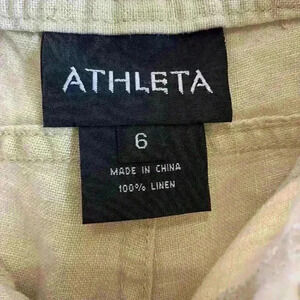 ATHLETA
6
MADE IN CHINA
100% LINEN